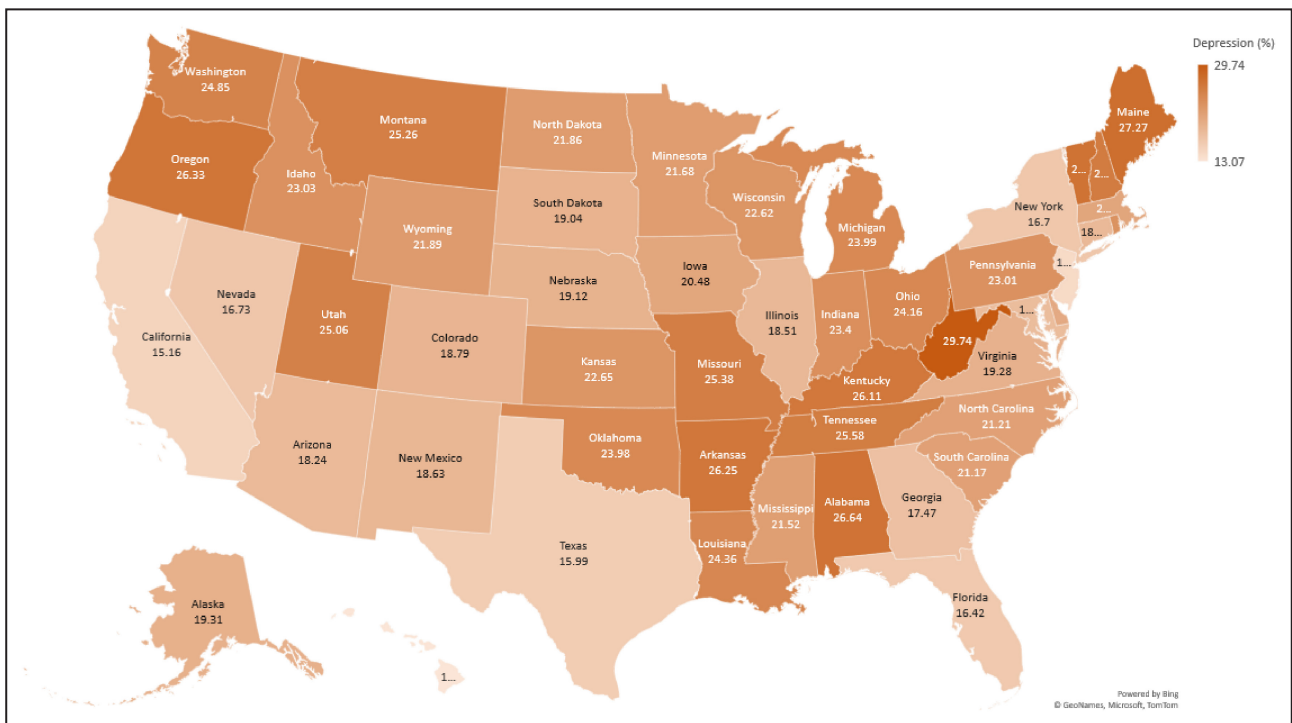 Depression (%)
29.74
13.07
Washington
24.85
Montana
25.26
North Dakota
21.86
Minnesota
21.68
Maine
27.27
Oregon
26.33
Idaho
23.03
Wyoming
21.89
South Dakota
19.04
Wisconsin
22.62
Michigan
23.99
New York
16.7
2...
2...
2...
18...
Nevada
16.73
California
15.16
Utah
25.06
Colorado
18.79
Nebraska
19.12
Iowa
20.48
Illinois
18.51
Indiana
23.4
Ohio
24.16
Pennsylvania
23.01
1...
1...
29.74
Virginia
19.28
Kansas
22.65
Missouri
25.38
Kentucky
26.11
Tennessee
25.58
North Carolina
21.21
South Carolina
21.17
Arizona
18.24
New Mexico
18.63
Oklahoma
23.98
Arkansas
26.25
Mississippi
21.52
Alabama
26.64
Georgia
17.47
Texas
15.99
Louisiana
24.36
Florida
16.42
Alaska
19.31
1...
Powered by Bing
© GeoNames, Microsoft, TomTom